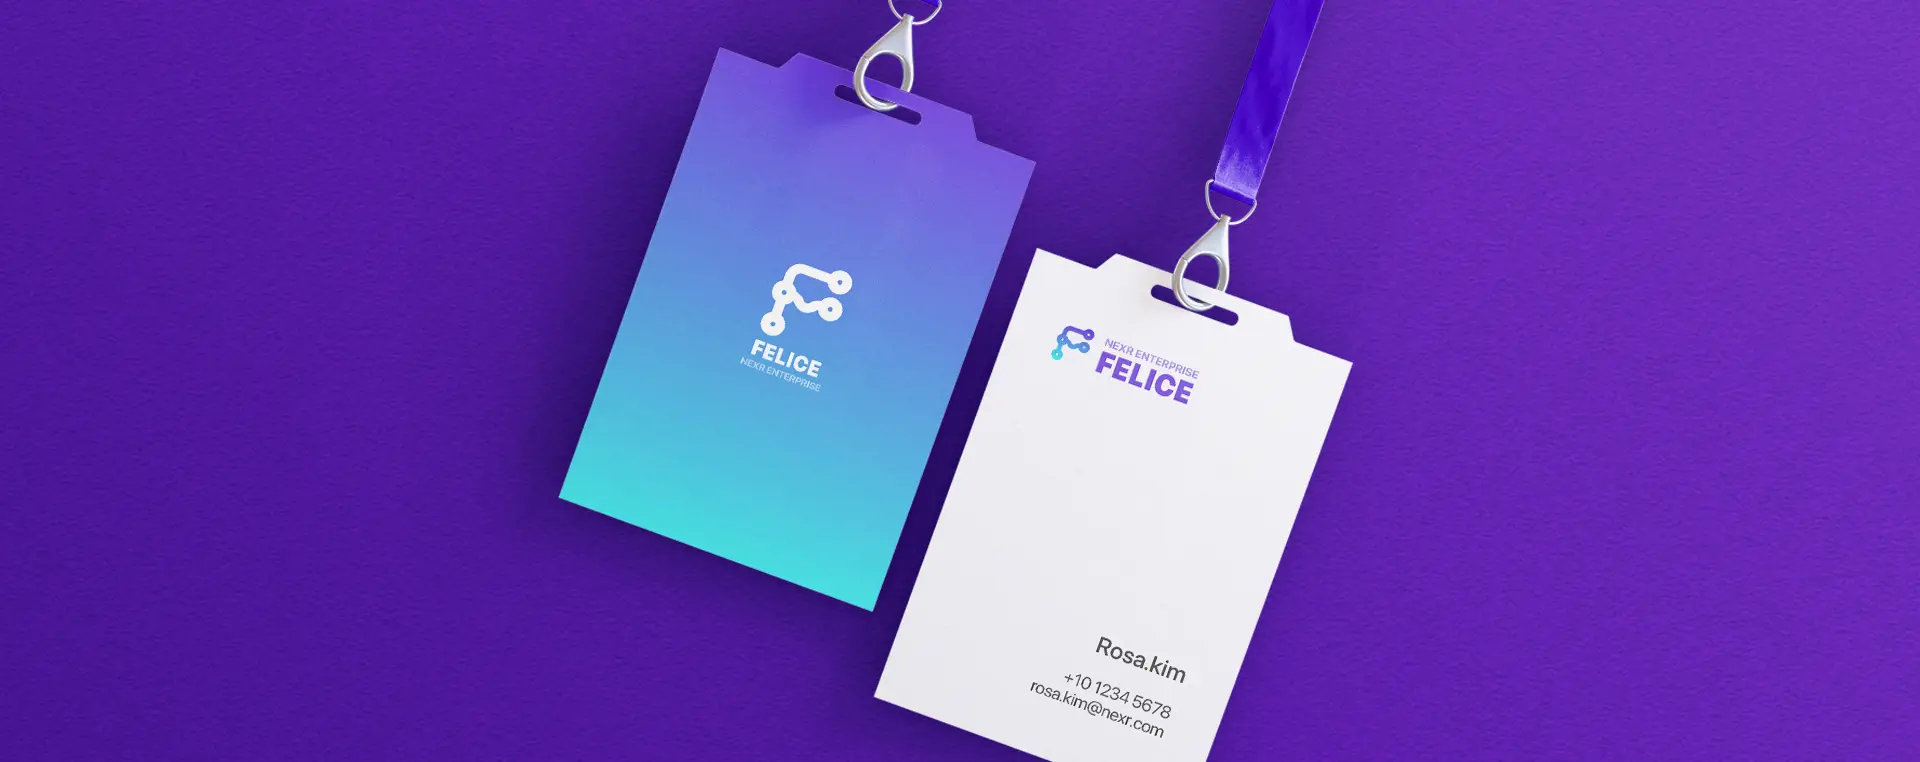 FELICE
NEXR ENTERPRISE
NEXR ENTERPRISE
FELICE
Rosa.kim
+10 1234 5678
rosa.kim@nexr.com